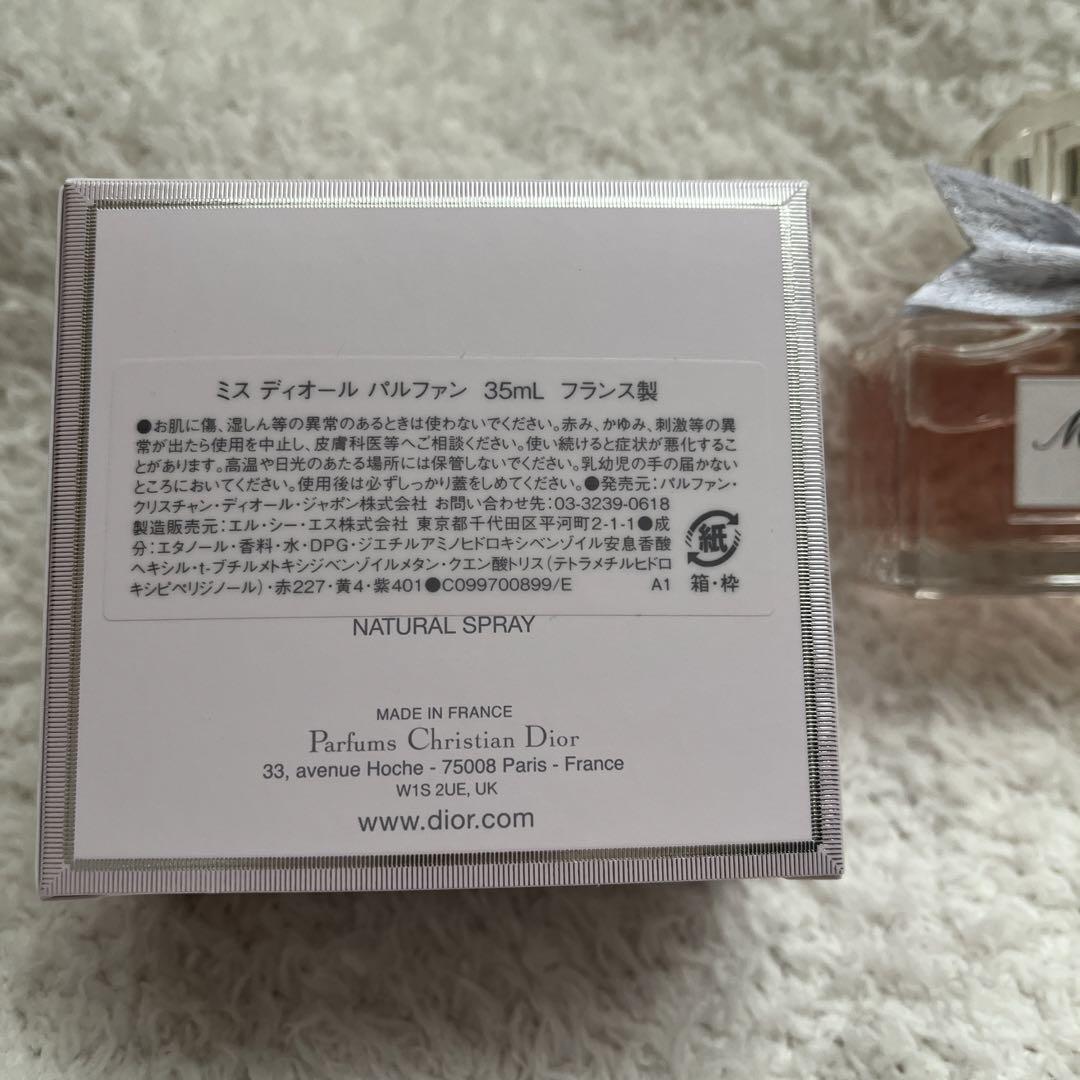 ミス ディオール パルファン 35mL フランス製
●お肌に傷、湿しん等の異常のあるときは使わないでください。赤み、かゆみ、刺激等の異
常が出たら使用を中止し、皮膚科医等へご相談ください。使い続けると症状が悪化するこ
とがあります。高温や日光のあたる場所には保管しないでください。乳幼児の手の届かない
ところにおいてください。使用後は必ずしっかり蓋をしめてください。●発売元：パルファン・
クリスチャン・ディオール・ジャポン株式会社 お問い合わせ先：03-3239-0618
製造販売元：エル・シー・エス株式会社 東京都千代田区平河町2-1-1●成
分：エタノール・香料・水・DPG・ジエチルアミノヒドロキシベンゾイル安息香酸
ヘキシル・t-ブチルメトキシジベンゾイルメタン・クエン酸トリス（テトラメチルヒドロ
キシピペリジノール）・赤227・黄4・紫401●C099700899/E A1
紙
箱・枠
NATURAL SPRAY
MADE IN FRANCE
Parfums Christian Dior
33, avenue Hoche - 75008 Paris - France
W1S 2UE, UK
www.dior.com